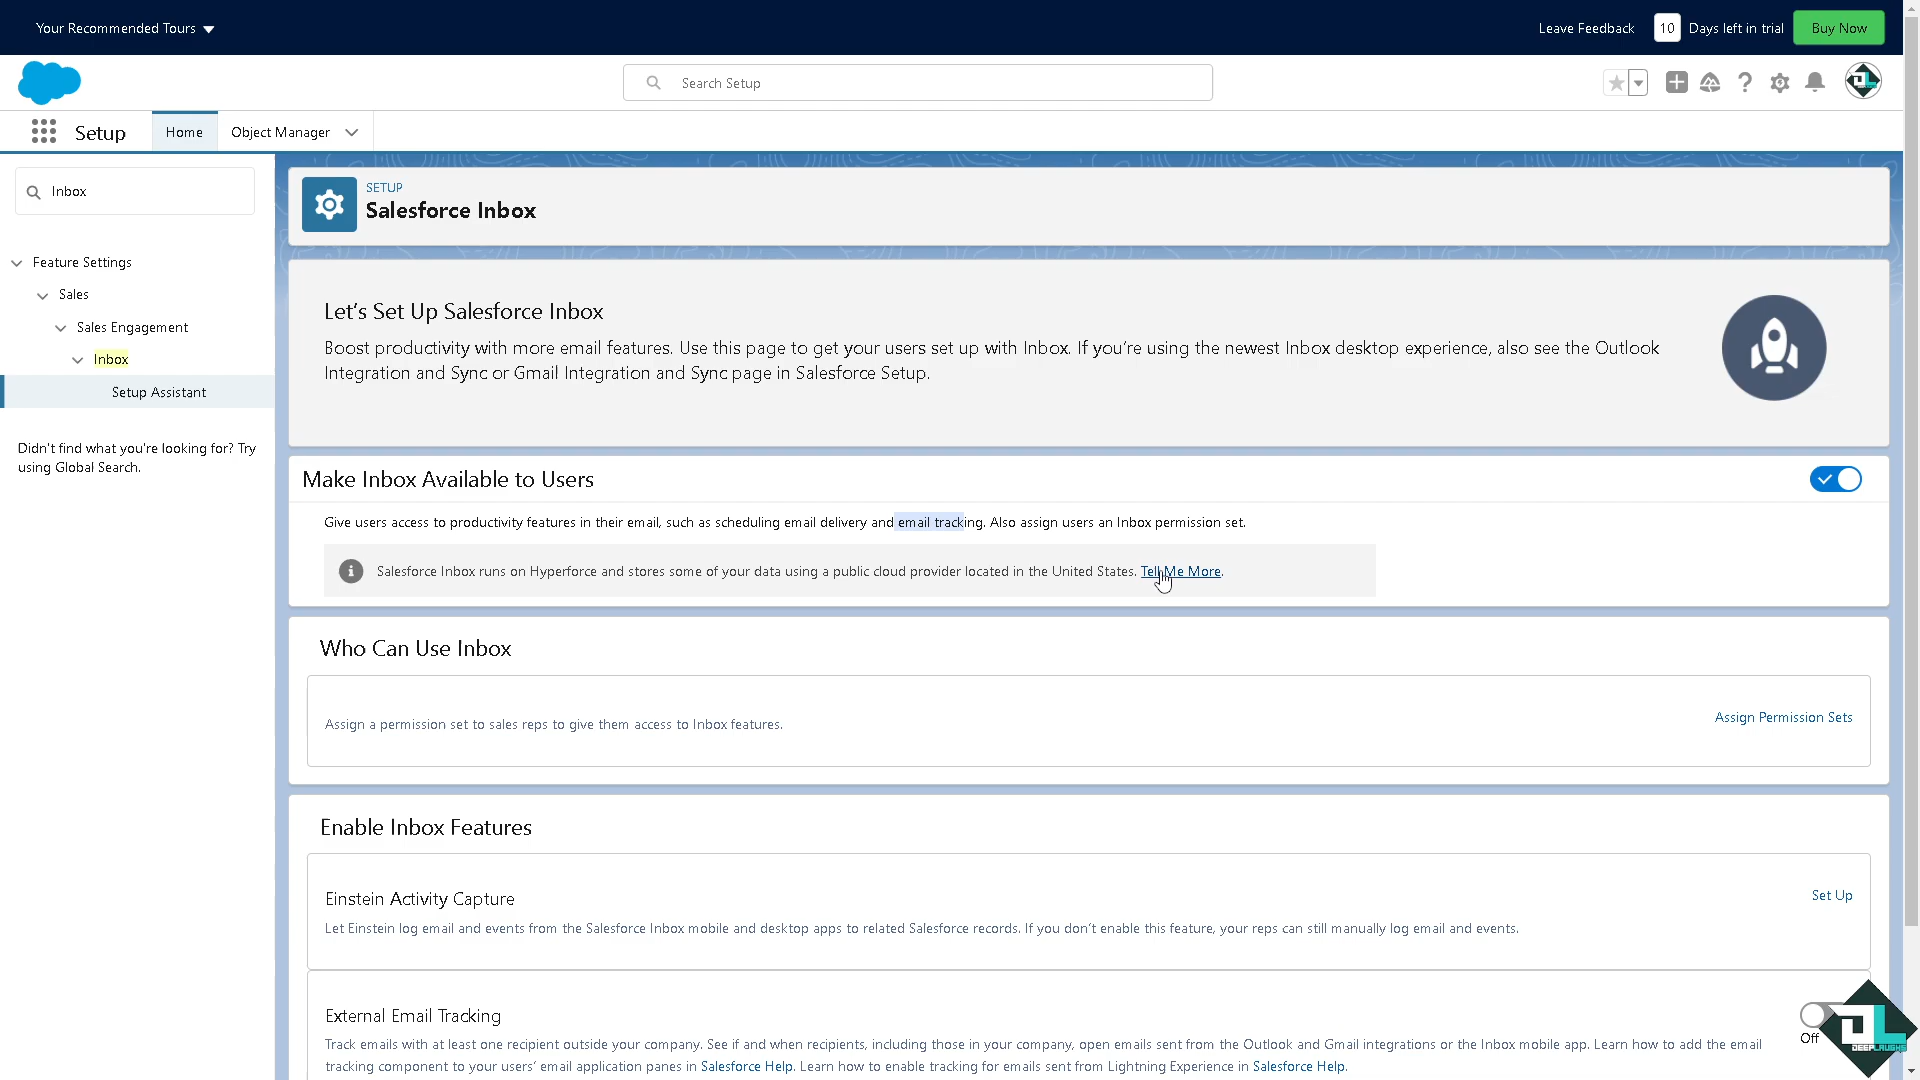 Your Recommended Tours
Leave Feedback
10 Days left in trial
Buy Now
Search Setup
Setup
Home
Object Manager
Inbox
Feature Settings
Sales
Sales Engagement
Inbox
Setup Assistant
Didn't find what you're looking for? Try
using Global Search.
SETUP
Salesforce Inbox
Let's Set Up Salesforce Inbox
Boost productivity with more email features. Use this page to get your users set up with Inbox. If you're using the newest Inbox desktop experience, also see the Outlook
Integration and Sync or Gmail Integration and Sync page in Salesforce Setup.
Make Inbox Available to Users
Give users access to productivity features in their email, such as scheduling email delivery and email tracking. Also assign users an Inbox permission set.
Salesforce Inbox runs on Hyperforce and stores some of your data using a public cloud provider located in the United States. Tell Me More.
Who Can Use Inbox
Assign a permission set to sales reps to give them access to Inbox features.
Assign Permission Sets
Enable Inbox Features
Einstein Activity Capture
Set Up
Let Einstein log email and events from the Salesforce Inbox mobile and desktop apps to related Salesforce records. If you don't enable this feature, your reps can still manually log email and events.
External Email Tracking
Off
Track emails with at least one recipient outside your company. See if and when recipients, including those in your company, open emails sent from the Outlook and Gmail integrations or the Inbox mobile app. Learn how to add the email
tracking component to your users' email application panes in Salesforce Help. Learn how to enable tracking for emails sent from Lightning Experience in Salesforce Help.
DEEPLAUGHS